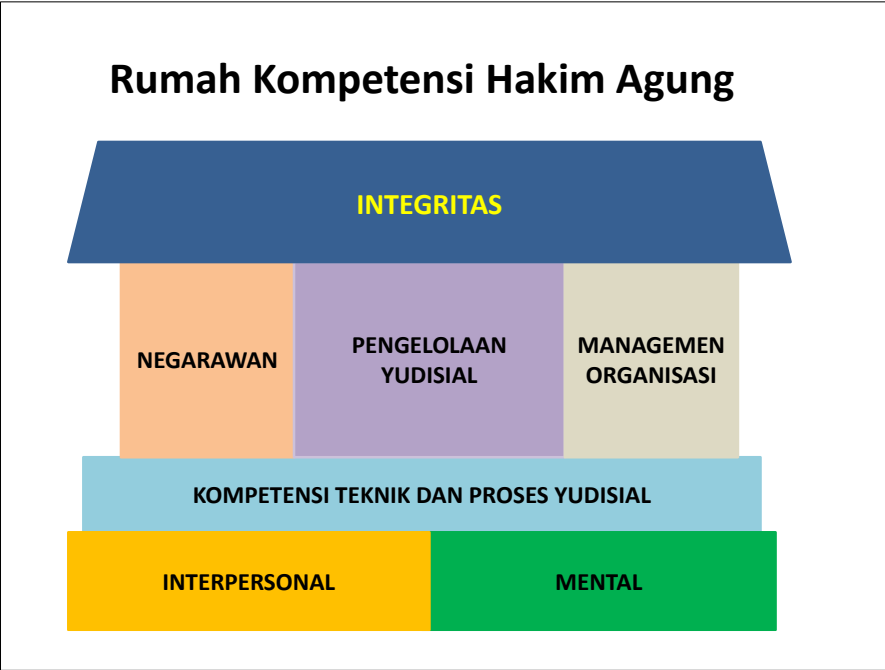 Rumah Kompetensi Hakim Agung
INTEGRITAS
NEGARAWAN
PENGELOLAAN
YUDISIAL
MANAGEMEN
ORGANISASI
KOMPETENSI TEKNIK DAN PROSES YUDISIAL
INTERPERSONAL
MENTAL